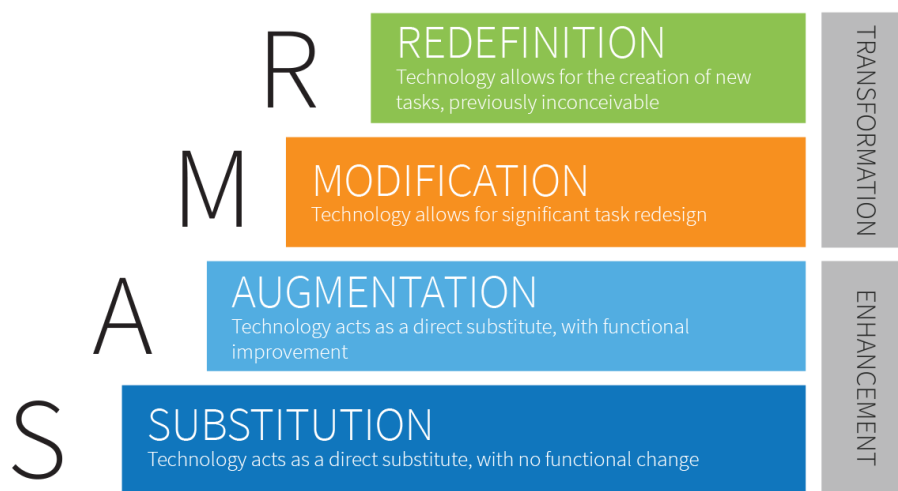 R
REDEFINITION
Technology allows for the creation of new
tasks, previously inconceivable
M
MODIFICATION
Technology allows for significant task redesign
TRANSFORMATION
A
AUGMENTATION
Technology acts as a direct substitute, with functional
improvement
S
SUBSTITUTION
Technology acts as a direct substitute, with no functional change
ENHANCEMENT